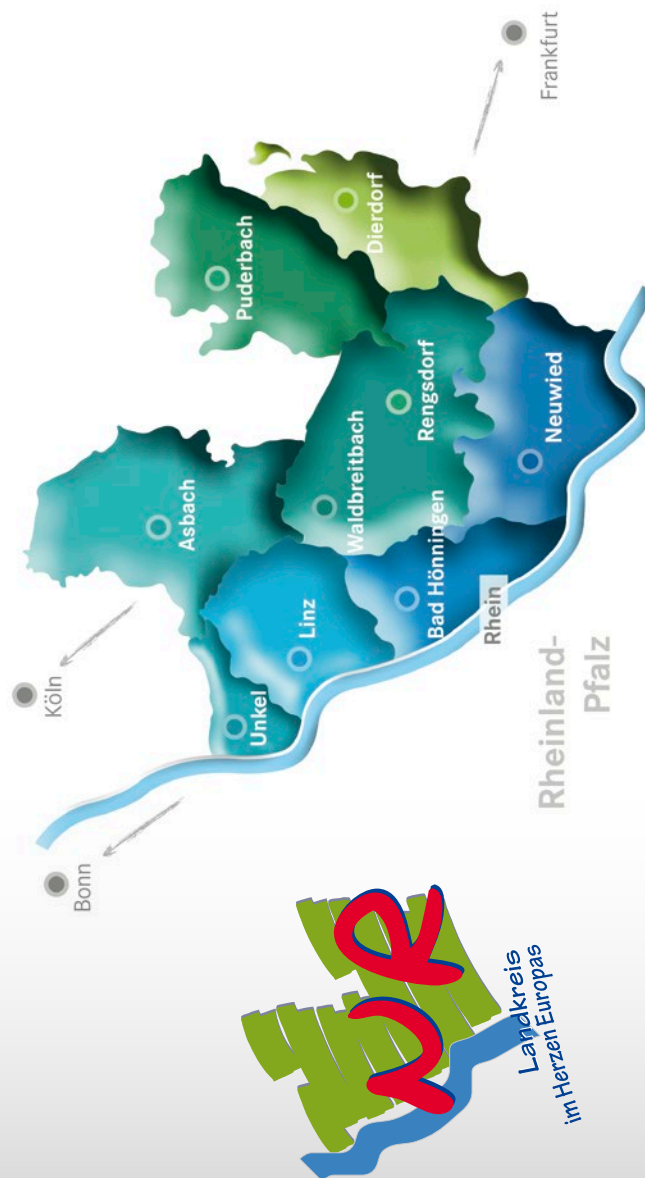 Köln
Bonn
Asbach
Puderbach
Unkel
Linz
Waldbreitbach
Dierdorf
Rengsdorf
Bad Hönningen
Rhein
Neuwied
Frankfurt
Rheinland-
Pfalz
NR
Landkreis
im Herzen Europas